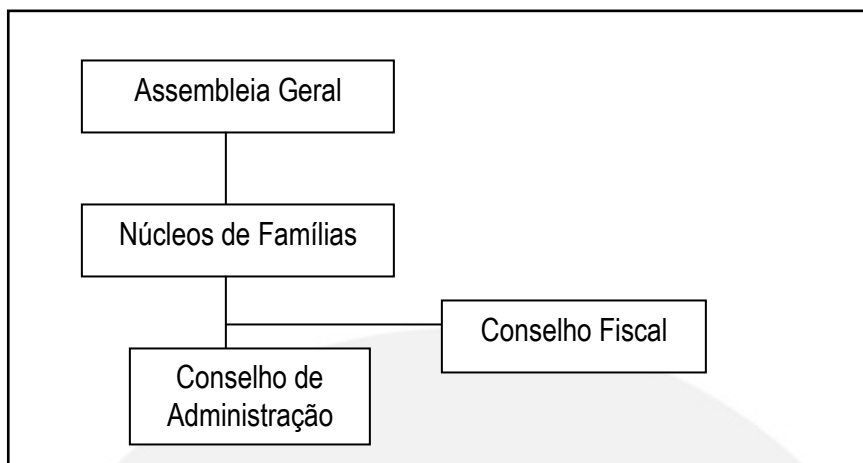 Assembleia Geral
Núcleos de Famílias
Conselho Fiscal
Conselho de
Administração